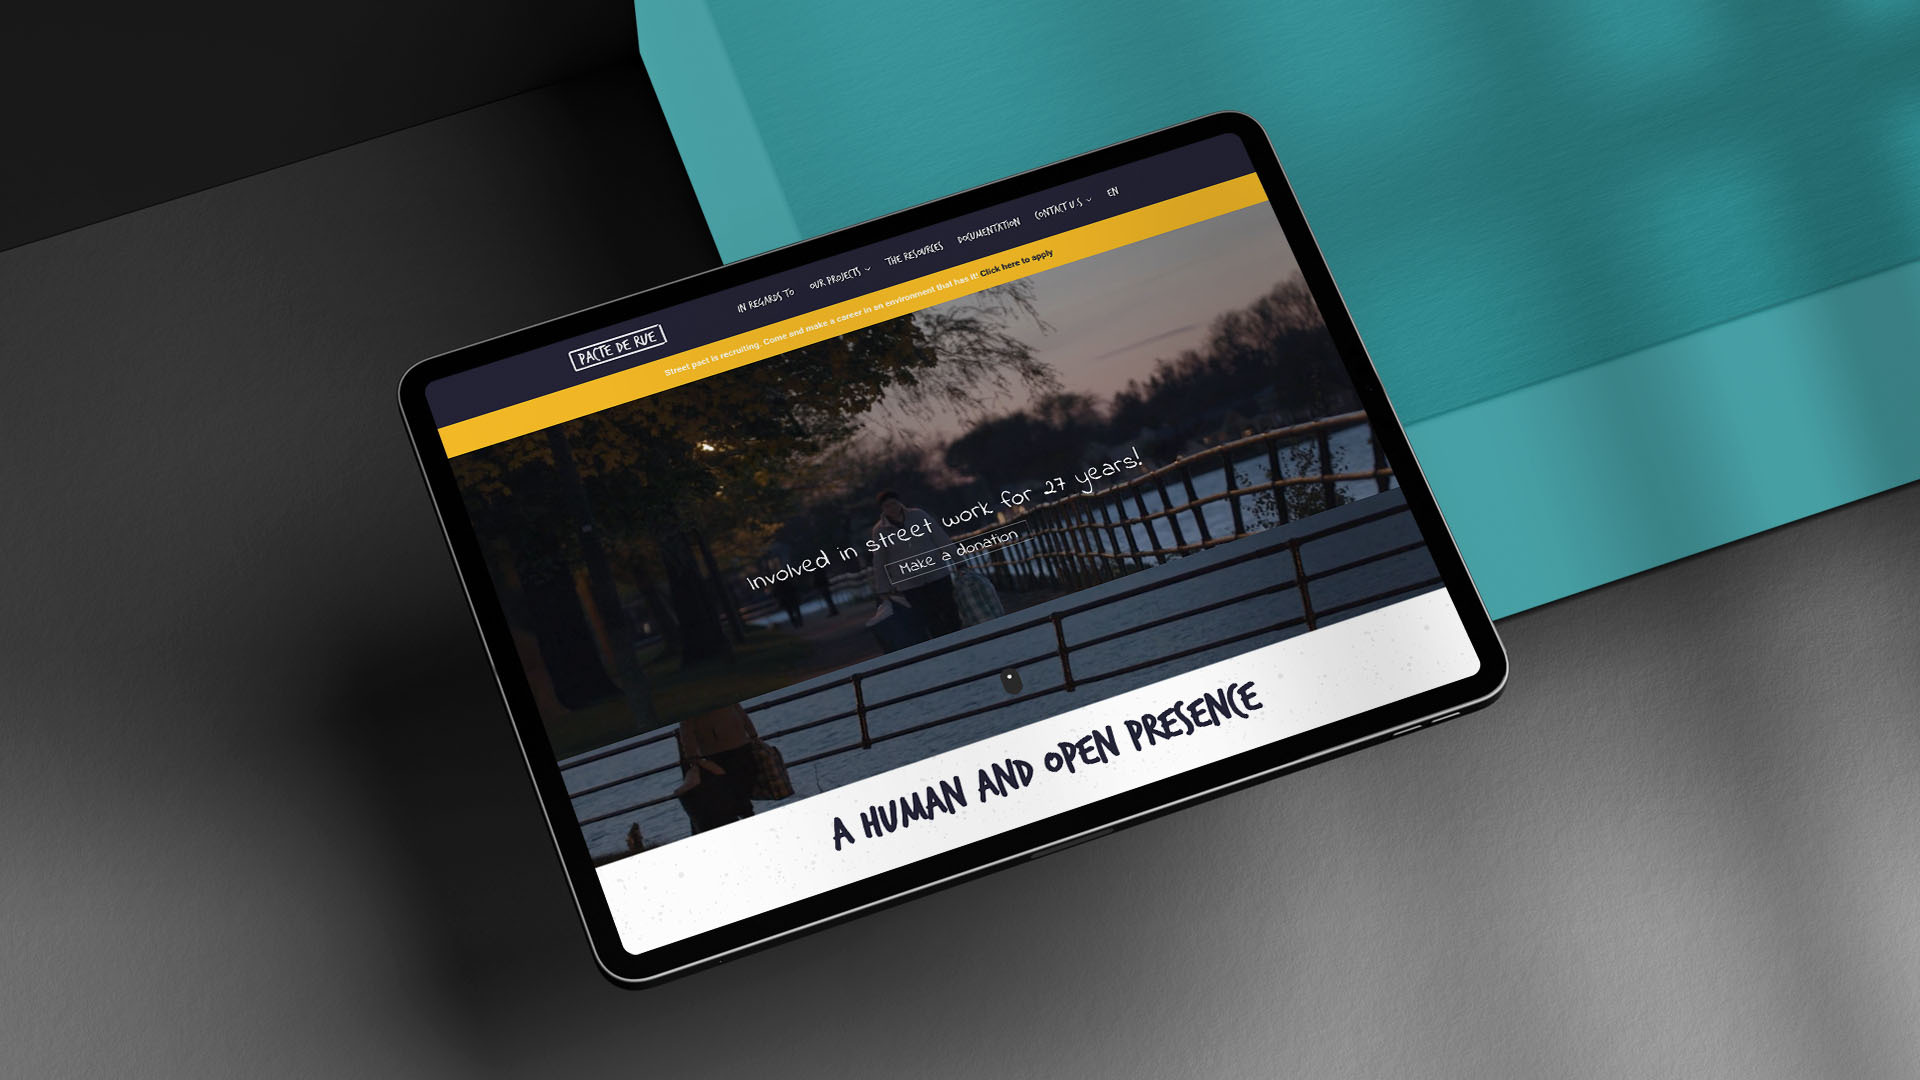 PACTE DE RUE
IN REGARDS TO OUR PROJECTS THE RESOURCES DOCUMENTATION CONTACT US EN
Street pact is recruiting. Come and make a career in an environment that has it! Click here to apply
Involved in street work for 27 years!
Make a donation
A HUMAN AND OPEN PRESENCE